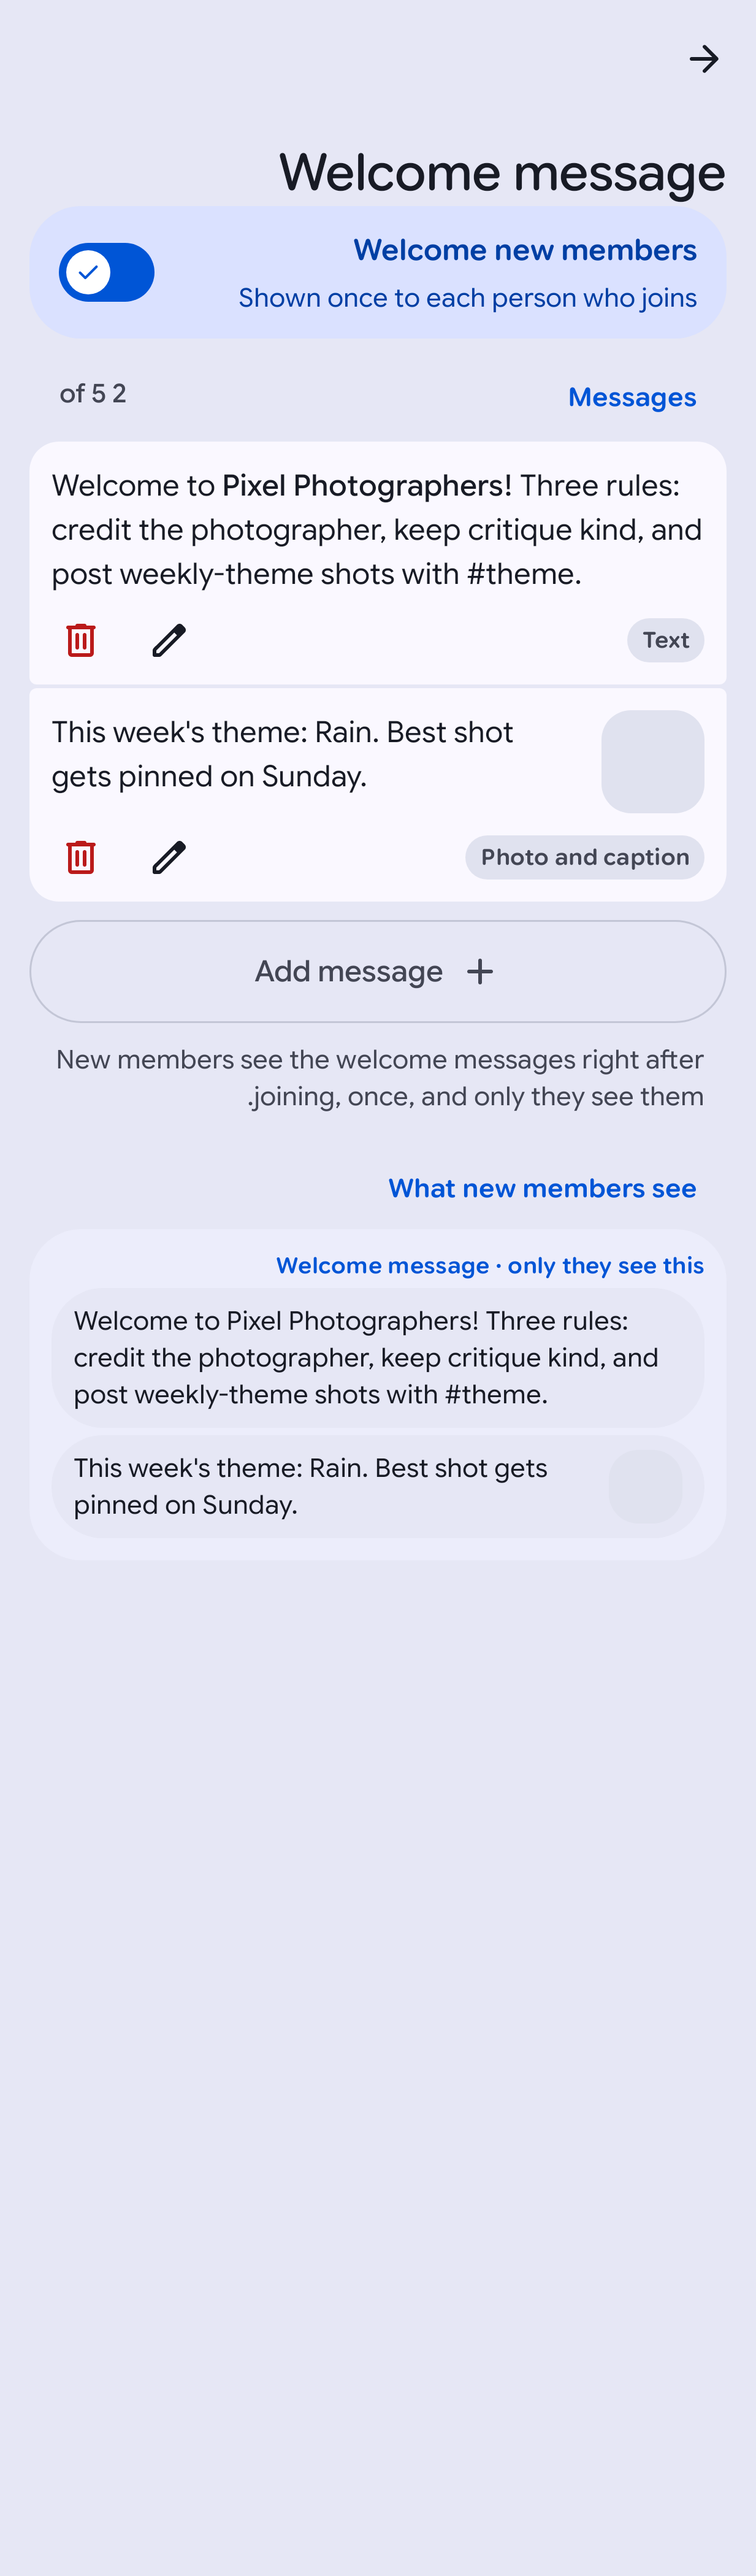 Welcome message
Welcome new members
Shown once to each person who joins
Messages
of 5 2
Welcome to Pixel Photographers! Three rules:
credit the photographer, keep critique kind, and
post weekly-theme shots with #theme.
Text
This week's theme: Rain. Best shot
gets pinned on Sunday.
Photo and caption
Add message
New members see the welcome messages right after
.joining, once, and only they see them
What new members see
Welcome message · only they see this
Welcome to Pixel Photographers! Three rules:
credit the photographer, keep critique kind, and
post weekly-theme shots with #theme.
This week's theme: Rain. Best shot gets
pinned on Sunday.